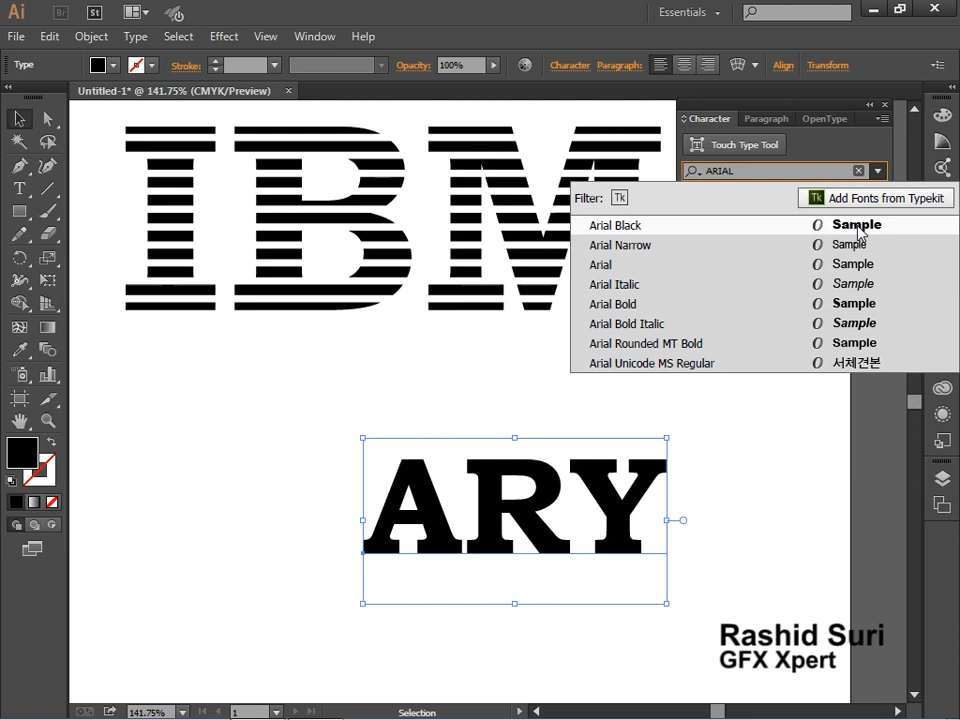 Ai Br St Essentials
File Edit Object Type Select Effect View Window Help
Type Stroke: Opacity: 100% Character Paragraph: Align Transform
Untitled-1* @ 141.75% (CMYK/Preview)
Character Paragraph OpenType
Touch Type Tool
ARIAL
IBM
Filter: Tk Tk Add Fonts from Typekit
Arial Black O Sample
Arial Narrow O Sample
Arial O Sample
Arial Italic O Sample
Arial Bold O Sample
Arial Bold Italic O Sample
Arial Rounded MT Bold O Sample
Arial Unicode MS Regular O 서체견본
ARY
Rashid Suri
GFX Xpert
141.75% 1 Selection